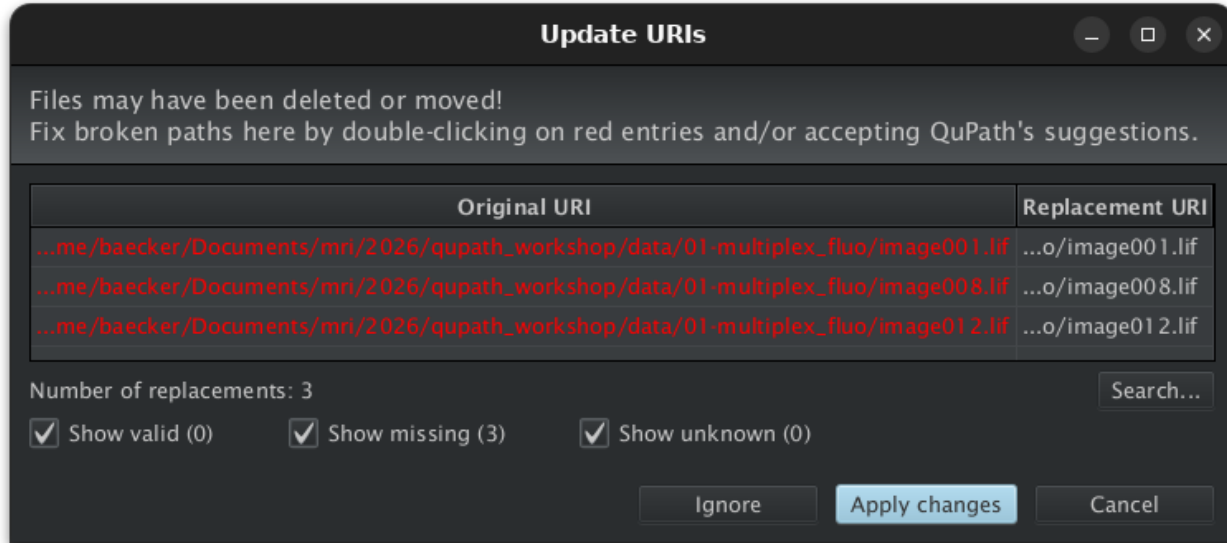 Update URIs
Files may have been deleted or moved!
Fix broken paths here by double-clicking on red entries and/or accepting QuPath's suggestions.
Original URI Replacement URI
...me/baecker/Documents/mri/2026/qupath_workshop/data/01-multiplex_fluo/image001.lif ...o/image001.lif
...me/baecker/Documents/mri/2026/qupath_workshop/data/01-multiplex_fluo/image008.lif ...o/image008.lif
...me/baecker/Documents/mri/2026/qupath_workshop/data/01-multiplex_fluo/image012.lif ...o/image012.lif
Number of replacements: 3 Search...
Show valid (0) Show missing (3) Show unknown (0)
Ignore Apply changes Cancel